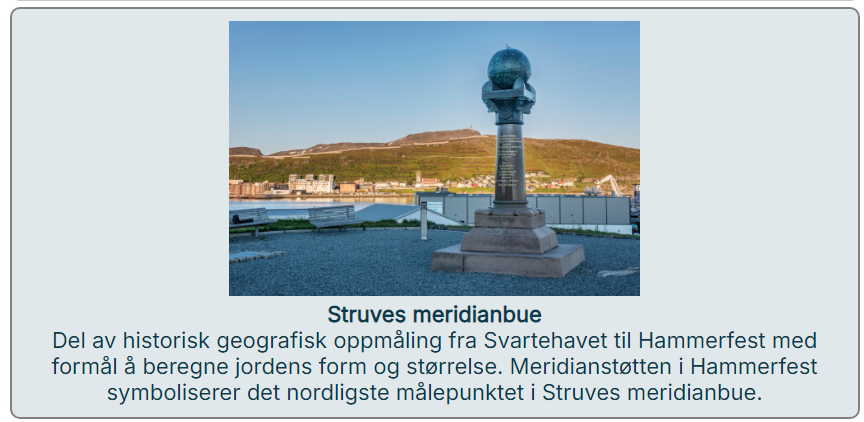 Struves meridianbue
Del av historisk geografisk oppmåling fra Svartehavet til Hammerfest med
formål å beregne jordens form og størrelse. Meridianstøtten i Hammerfest
symboliserer det nordligste målepunktet i Struves meridianbue.